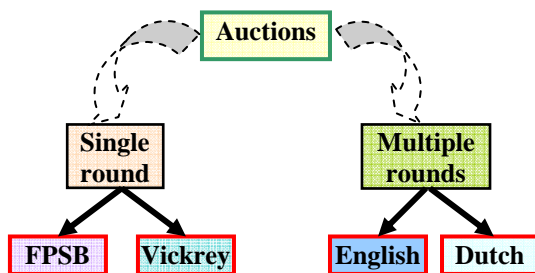 Auctions
Single
round
Multiple
rounds
FPSB
Vickrey
English
Dutch